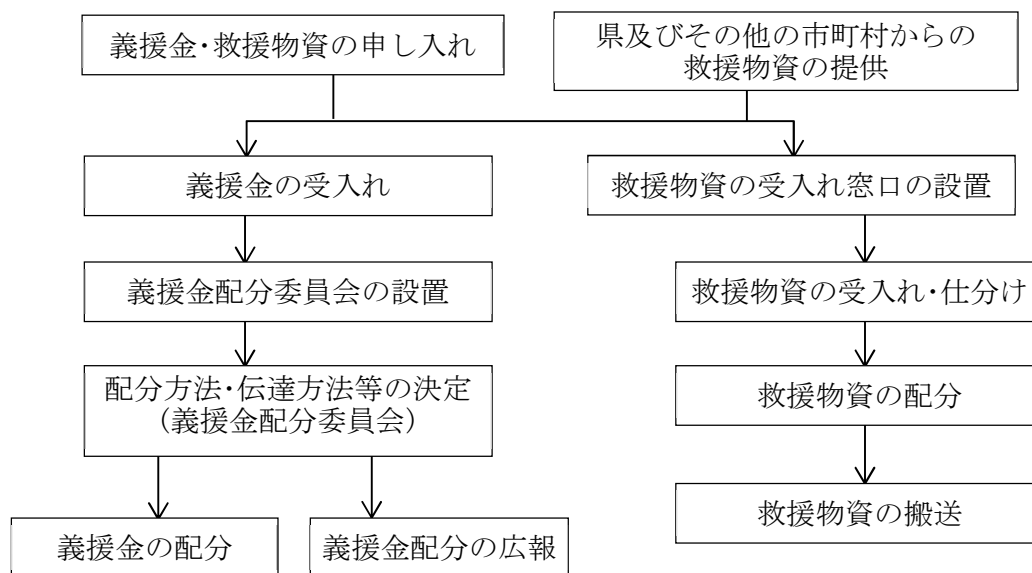 義援金・救援物資の申し入れ
県及びその他の市町村からの
救援物資の提供
義援金の受入れ
救援物資の受入れ窓口の設置
義援金配分委員会の設置
救援物資の受入れ・仕分け
配分方法・伝達方法等の決定
（義援金配分委員会）
救援物資の配分
義援金の配分
義援金配分の広報
救援物資の搬送